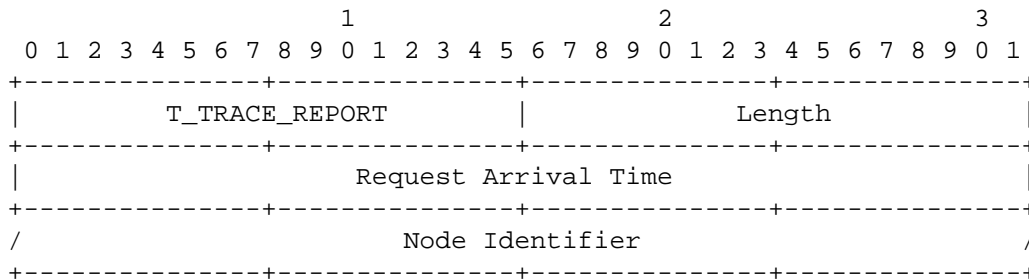 1                   2                   3
 0 1 2 3 4 5 6 7 8 9 0 1 2 3 4 5 6 7 8 9 0 1 2 3 4 5 6 7 8 9 0 1
+---------------+---------------+---------------+---------------+
|         T_TRACE_REPORT        |             Length            |
+---------------+---------------+---------------+---------------+
|                     Request Arrival Time                      |
+---------------+---------------+---------------+---------------+
/                        Node Identifier                        /
+---------------+---------------+---------------+---------------+